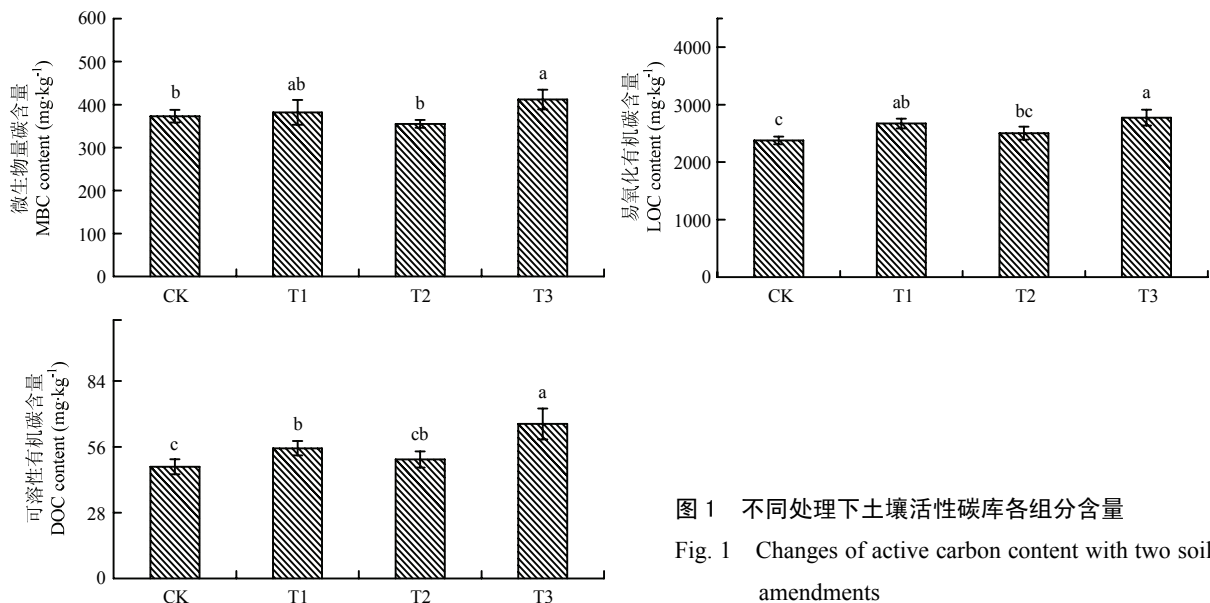 微生物量碳含量
MBC content (mg·kg⁻¹)
600
500
400
300
200
100
0
b
ab
b
a
CK
T1
T2
T3
易氧化有机碳含量
LOC content (mg·kg⁻¹)
4000
3000
2000
1000
0
c
ab
bc
a
CK
T1
T2
T3
可溶性有机碳含量
DOC content (mg·kg⁻¹)
84
56
28
0
c
b
cb
a
CK
T1
T2
T3
图 1 不同处理下土壤活性碳库各组分含量
Fig. 1 Changes of active carbon content with two soil
amendments